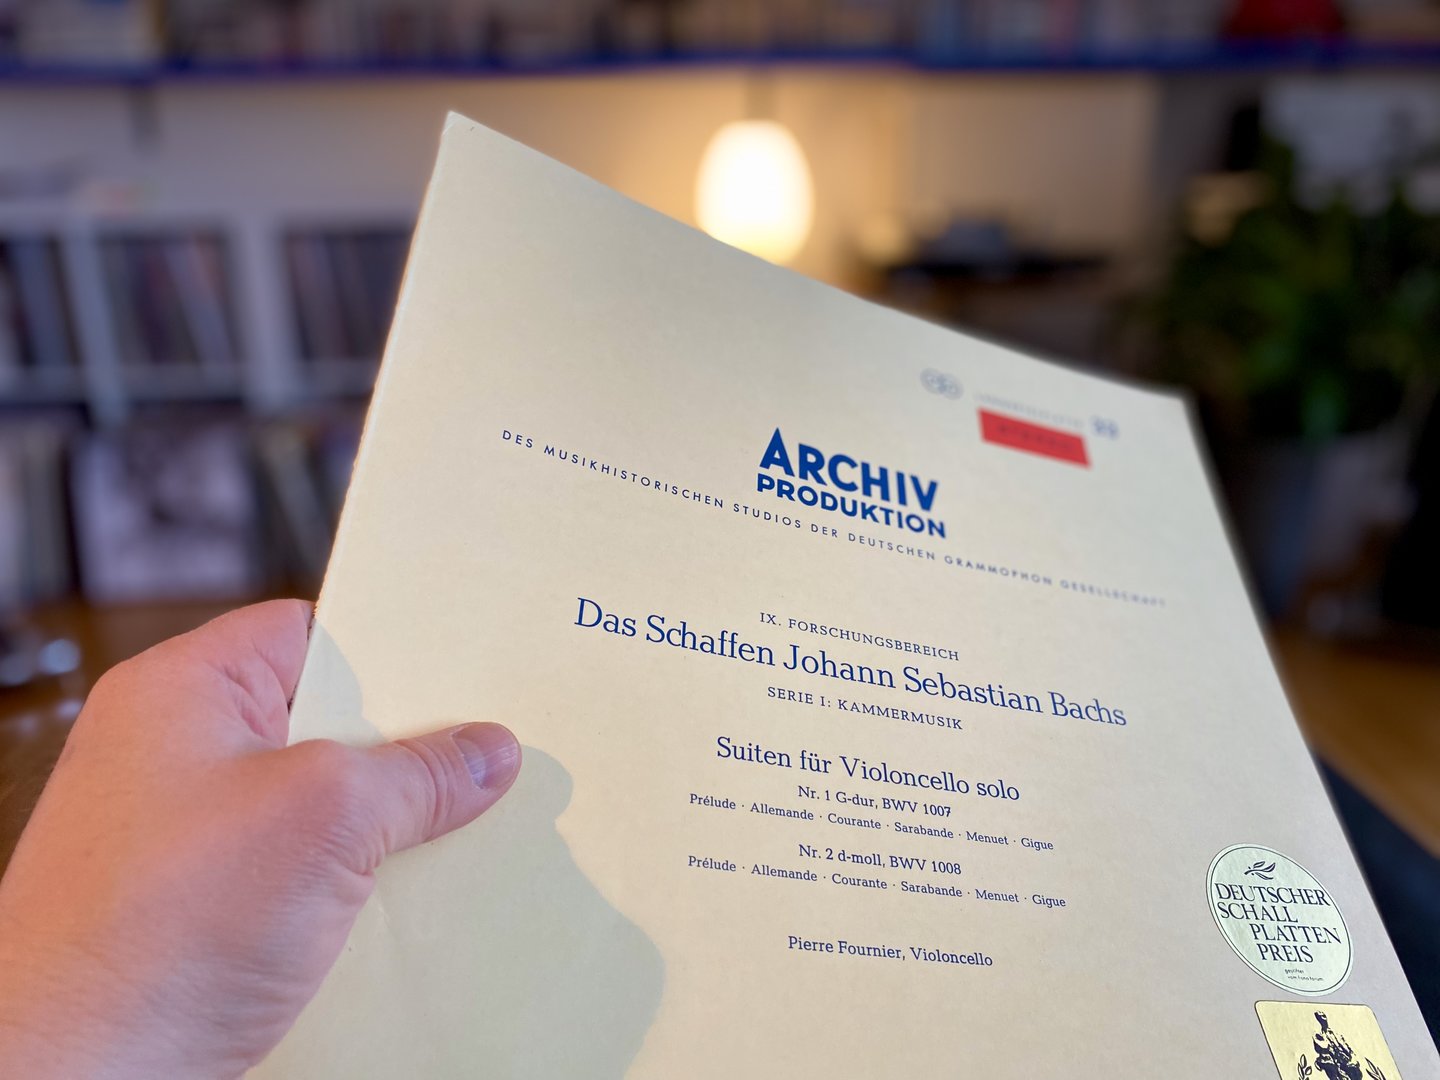 ARCHIV
PRODUKTION
DES MUSIKHISTORISCHEN STUDIOS DER DEUTSCHEN GRAMMOPHON GESELLSCHAFT
IX. FORSCHUNGSBEREICH
Das Schaffen Johann Sebastian Bachs
SERIE I: KAMMERMUSIK
Suiten für Violoncello solo
Nr. 1 G-dur, BWV 1007
Prélude · Allemande · Courante · Sarabande · Menuet · Gigue
Nr. 2 d-moll, BWV 1008
Prélude · Allemande · Courante · Sarabande · Menuet · Gigue
Pierre Fournier, Violoncello
DEUTSCHER
SCHALL
PLATTEN
PREIS